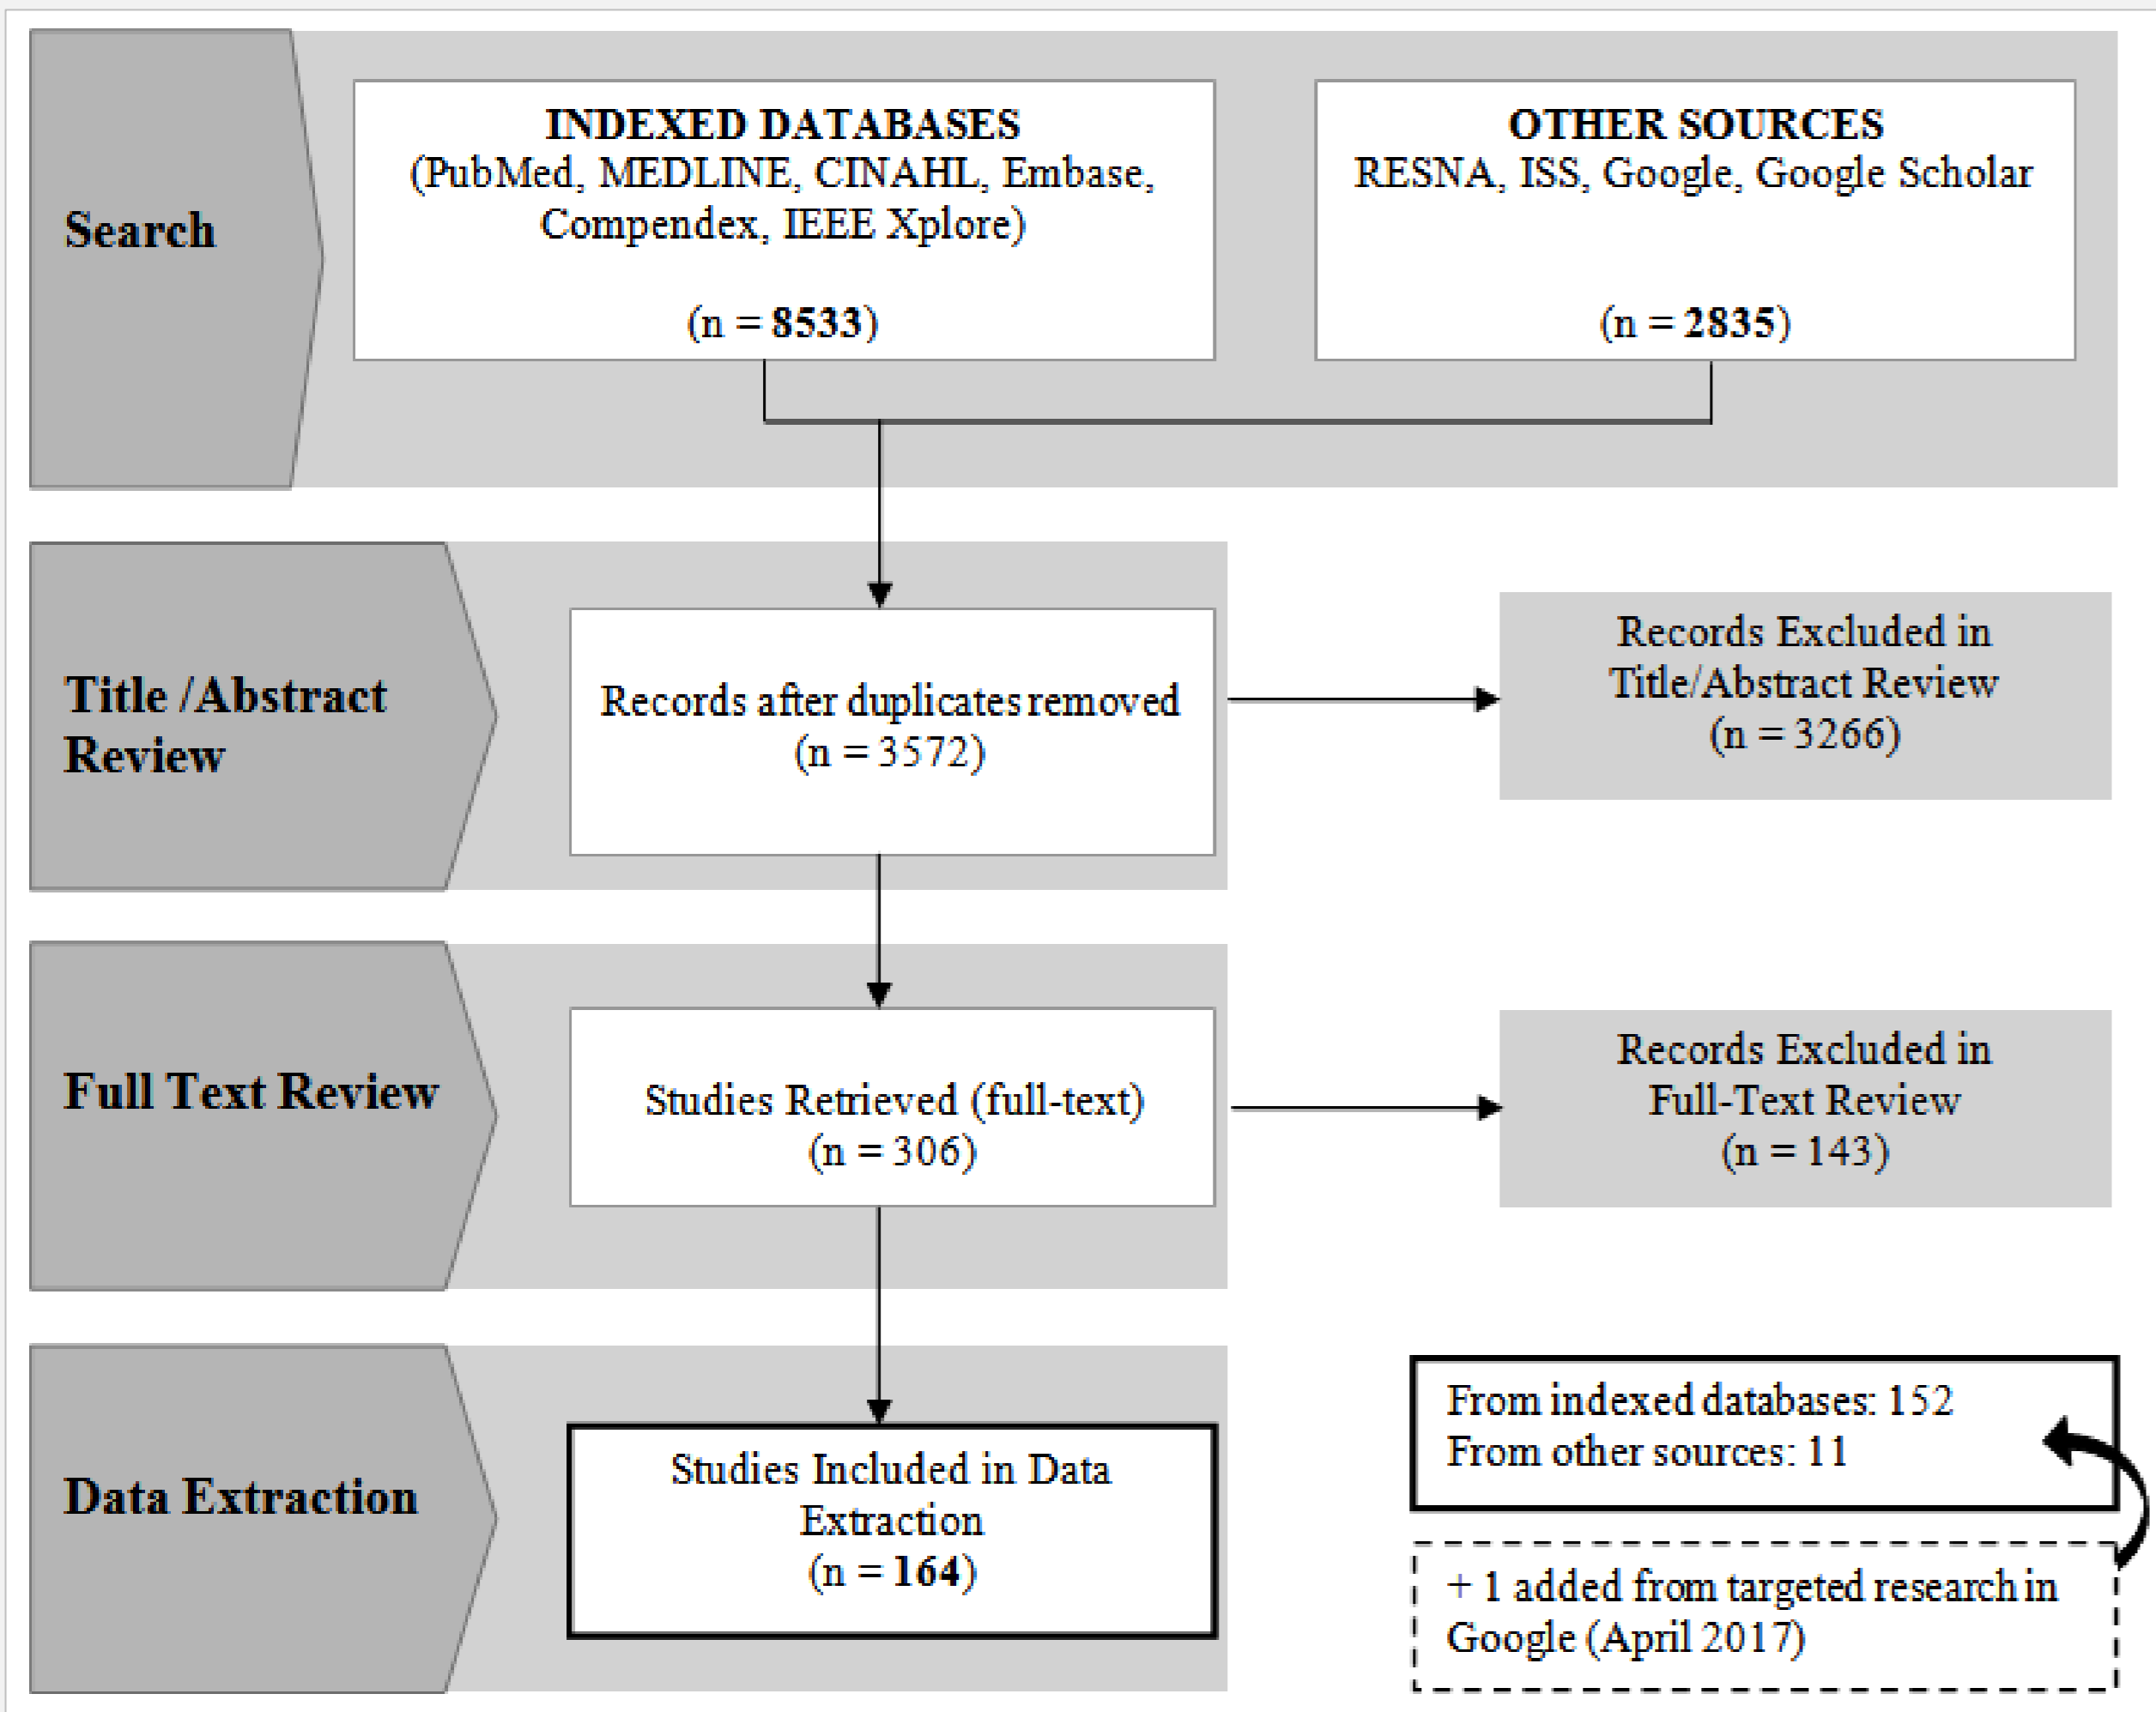 Search
INDEXED DATABASES
(PubMed, MEDLINE, CINAHL, Embase,
Compendex, IEEE Xplore)
(n = 8533)
OTHER SOURCES
RESNA, ISS, Google, Google Scholar
(n = 2835)
Title /Abstract
Review
Records after duplicates removed
(n = 3572)
Records Excluded in
Title/Abstract Review
(n = 3266)
Full Text Review
Studies Retrieved (full-text)
(n = 306)
Records Excluded in
Full-Text Review
(n = 143)
Data Extraction
Studies Included in Data
Extraction
(n = 164)
From indexed databases: 152
From other sources: 11
+ 1 added from targeted research in
Google (April 2017)